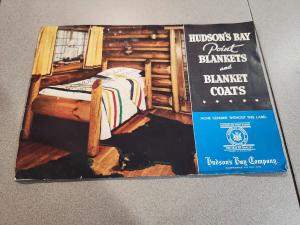 HUDSON'S BAY
Point
BLANKETS
and
BLANKET
COATS
NONE GENUINE WITHOUT THIS LABEL
Hudson's Bay Company.